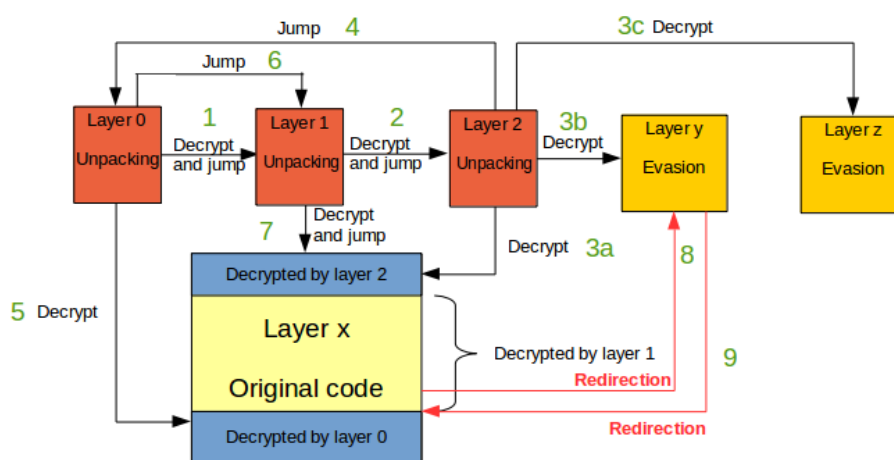 Jump 4
3c Decrypt
Jump 6
Layer 0
Unpacking
1
Decrypt
and jump
Layer 1
Unpacking
2
Decrypt
and jump
Layer 2
Unpacking
3b
Decrypt
Layer y
Evasion
Layer z
Evasion
7
Decrypt
and jump
Decrypt 3a
8
Decrypted by layer 2
5 Decrypt
Layer x
Original code
Decrypted by layer 1
9
Redirection
Redirection
Decrypted by layer 0